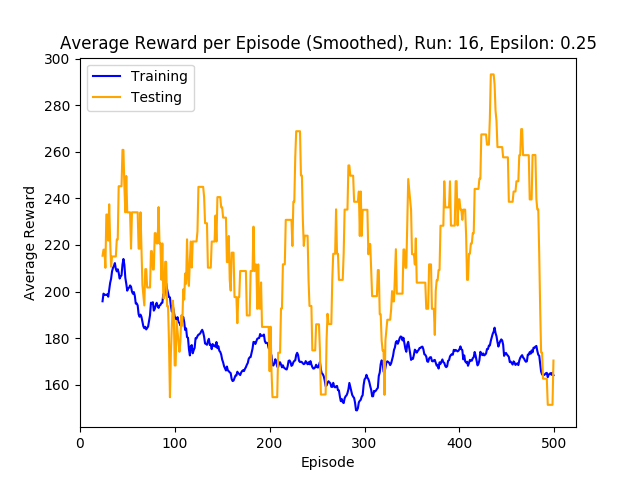 Average Reward per Episode (Smoothed), Run: 16, Epsilon: 0.25
Training
Testing
Average Reward
300
280
260
240
220
200
180
160
0
100
200
300
400
500
Episode